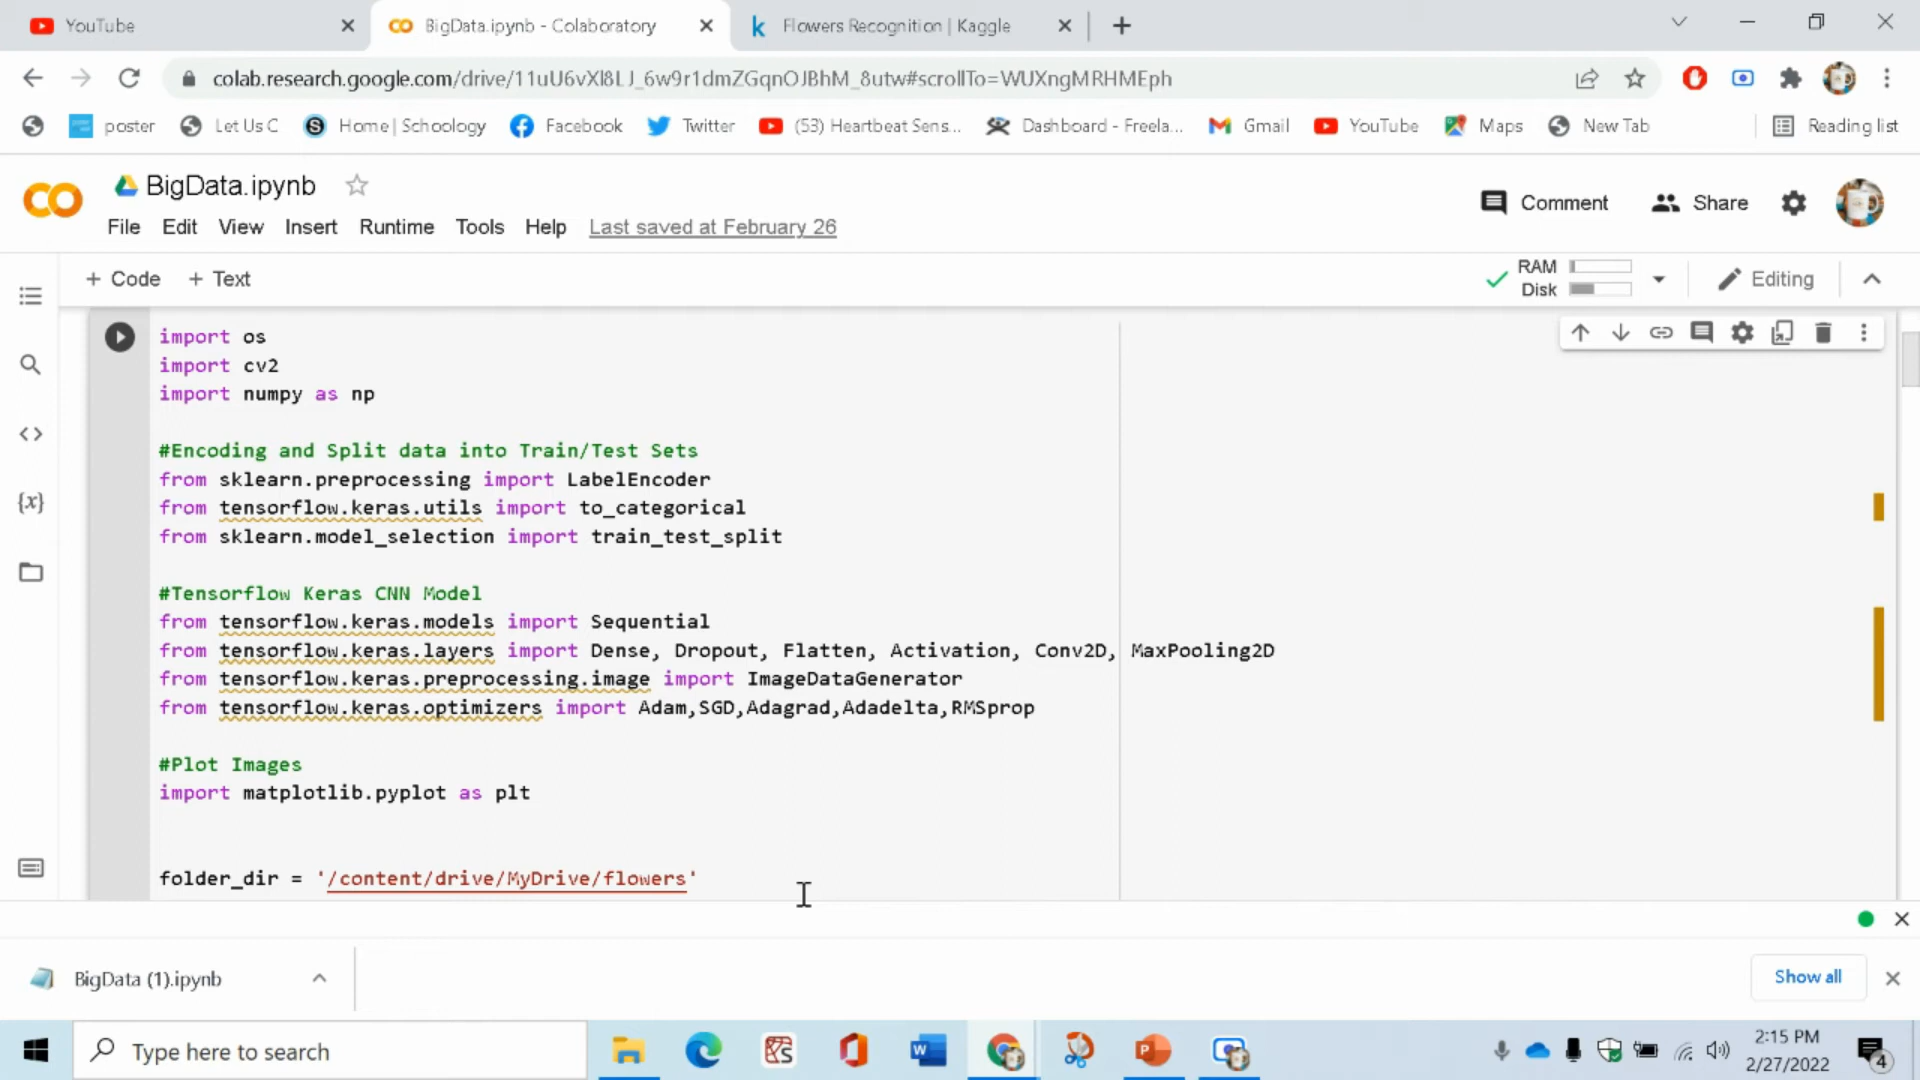 YouTube
BigData.ipynb - Colaboratory
Flowers Recognition | Kaggle
colab.research.google.com/drive/11uU6vXl8LJ_6w9r1dmZGqnOJBhM_8utw#scrollTo=WUXngMRHMEph
poster
Let Us C
Home | Schoology
Facebook
Twitter
(53) Heartbeat Sens...
Dashboard - Freela...
Gmail
YouTube
Maps
New Tab
Reading list
BigData.ipynb
Comment
Share
File Edit View Insert Runtime Tools Help Last saved at February 26
+ Code + Text
RAM
Disk
Editing
import os
import cv2
import numpy as np
#Encoding and Split data into Train/Test Sets
from sklearn.preprocessing import LabelEncoder
from tensorflow.keras.utils import to_categorical
from sklearn.model_selection import train_test_split
#Tensorflow Keras CNN Model
from tensorflow.keras.models import Sequential
from tensorflow.keras.layers import Dense, Dropout, Flatten, Activation, Conv2D, MaxPooling2D
from tensorflow.keras.preprocessing.image import ImageDataGenerator
from tensorflow.keras.optimizers import Adam,SGD,Adagrad,Adadelta,RMSprop
#Plot Images
import matplotlib.pyplot as plt
folder_dir = '/content/drive/MyDrive/flowers'
BigData (1).ipynb
Show all
Type here to search
2:15 PM
2/27/2022
4